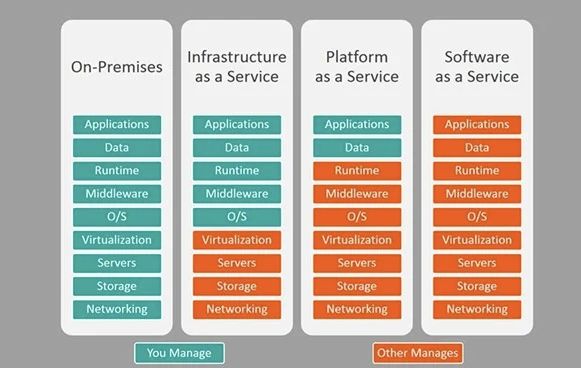 On-Premises
Applications
Data
Runtime
Middleware
O/S
Virtualization
Servers
Storage
Networking
Infrastructure
as a Service
Applications
Data
Runtime
Middleware
O/S
Virtualization
Servers
Storage
Networking
Platform
as a Service
Applications
Data
Runtime
Middleware
O/S
Virtualization
Servers
Storage
Networking
Software
as a Service
Applications
Data
Runtime
Middleware
O/S
Virtualization
Servers
Storage
Networking
You Manage
Other Manages